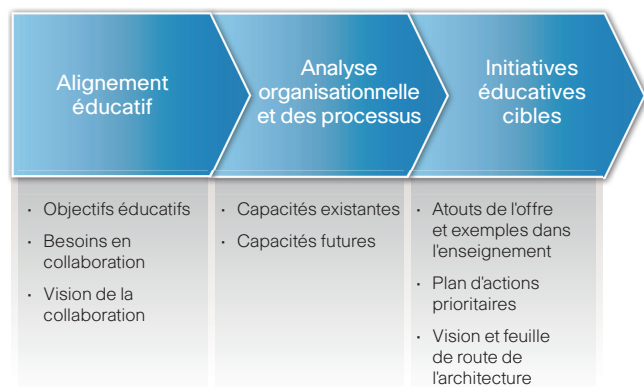 Alignement
éducatif
Analyse
organisationnelle
et des processus
Initiatives
éducatives
cibles
· Objectifs éducatifs
· Besoins en
collaboration
· Vision de la
collaboration
· Capacités existantes
· Capacités futures
· Atouts de l'offre
et exemples dans
l'enseignement
· Plan d'actions
prioritaires
· Vision et feuille
de route de
l'architecture